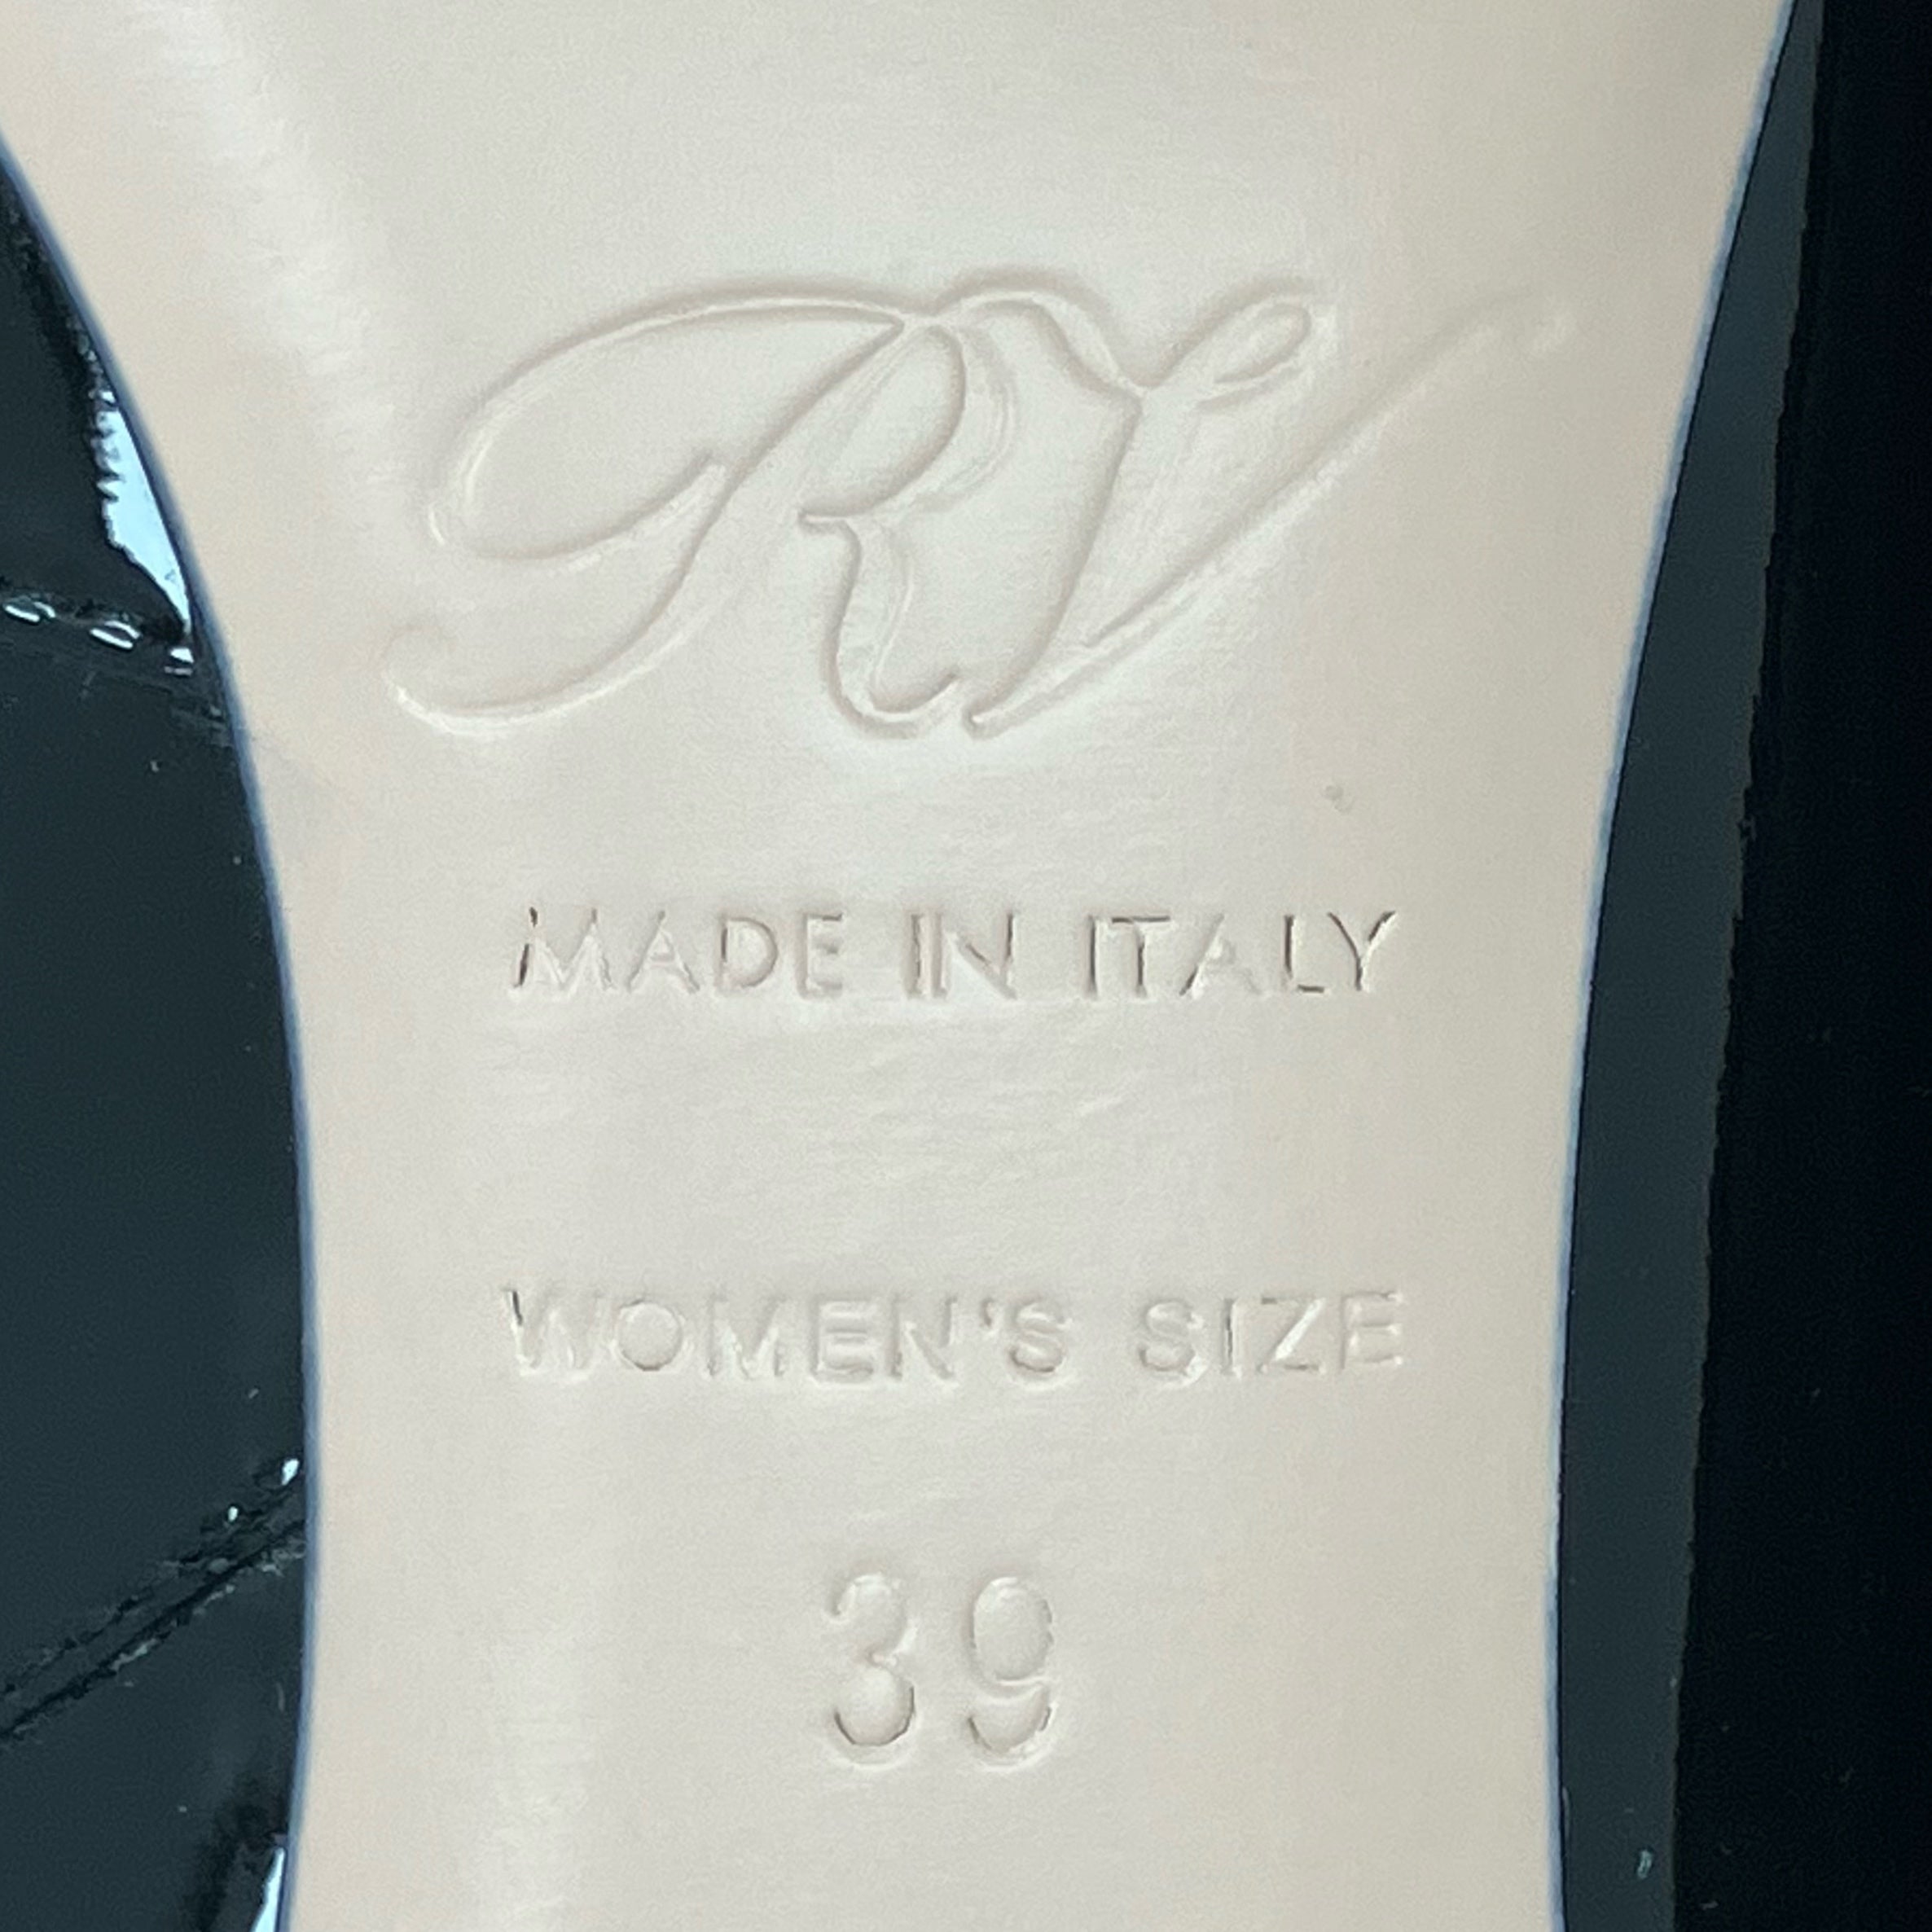 RV
MADE IN ITALY
WOMEN'S SIZE
39